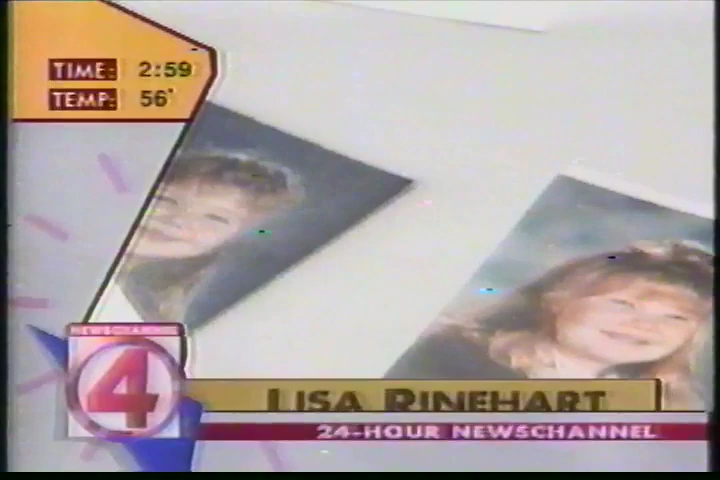 TIME: 2:59
TEMP: 56°
NEWSCHANNEL
4
LISA RINEHART
24-HOUR NEWSCHANNEL